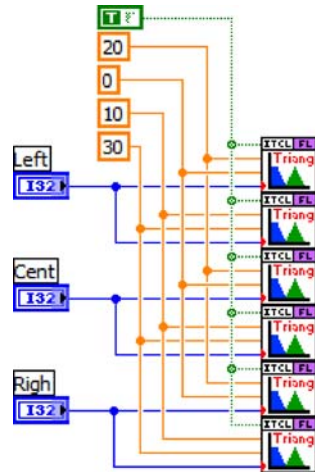 T
20
0
10
30
ITCL FL
Triang
Left
I32
ITCL FL
Triang
ITCL FL
Triang
Cent
I32
ITCL FL
Triang
ITCL FL
Triang
Righ
I32
ITCL FL
Triang